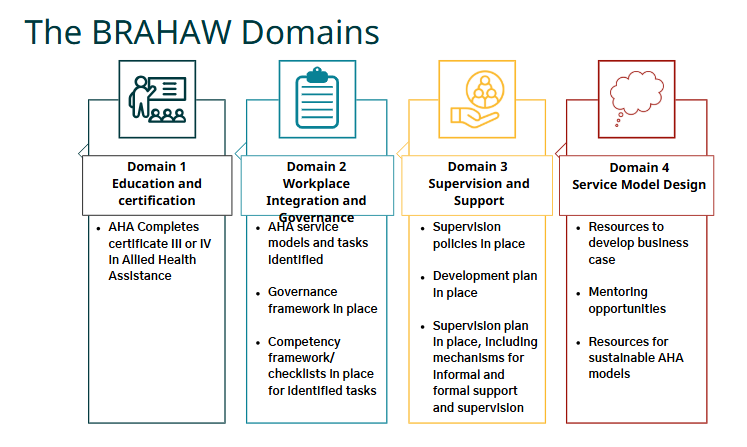 The BRAHAW Domains
Domain 1
Education and
certification
• AHA Completes
certificate III or IV
in Allied Health
Assistance
Domain 2
Workplace
Integration and
Governance
• AHA service
models and tasks
identified
• Governance
framework in place
• Competency
framework/
checklists in place
for identified tasks
Domain 3
Supervision and
Support
• Supervision
policies in place
• Development plan
in place
• Supervision plan
in place, including
mechanisms for
informal and
formal support
and supervision
Domain 4
Service Model Design
• Resources to
develop business
case
• Mentoring
opportunities
• Resources for
sustainable AHA
models